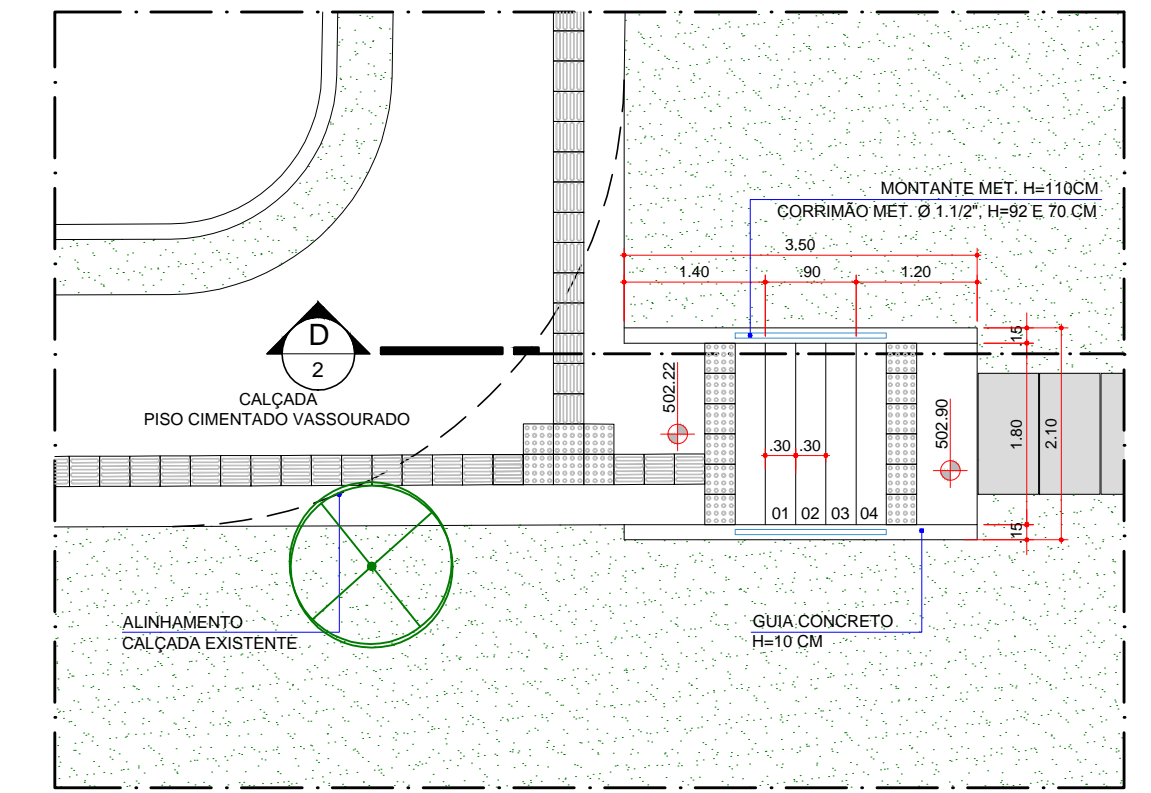 MONTANTE MET. H=110CM
CORRIMÃO MET. Ø 1.1/2", H=92 E 70 CM
3.50
1.40
.90
1.20
D
2
CALÇADA
PISO CIMENTADO VASSOURADO
502.22
.30
.30
01
02
03
04
502.90
.15
1.80
2.10
.15
ALINHAMENTO
CALÇADA EXISTENTE
GUIA CONCRETO
H=10 CM